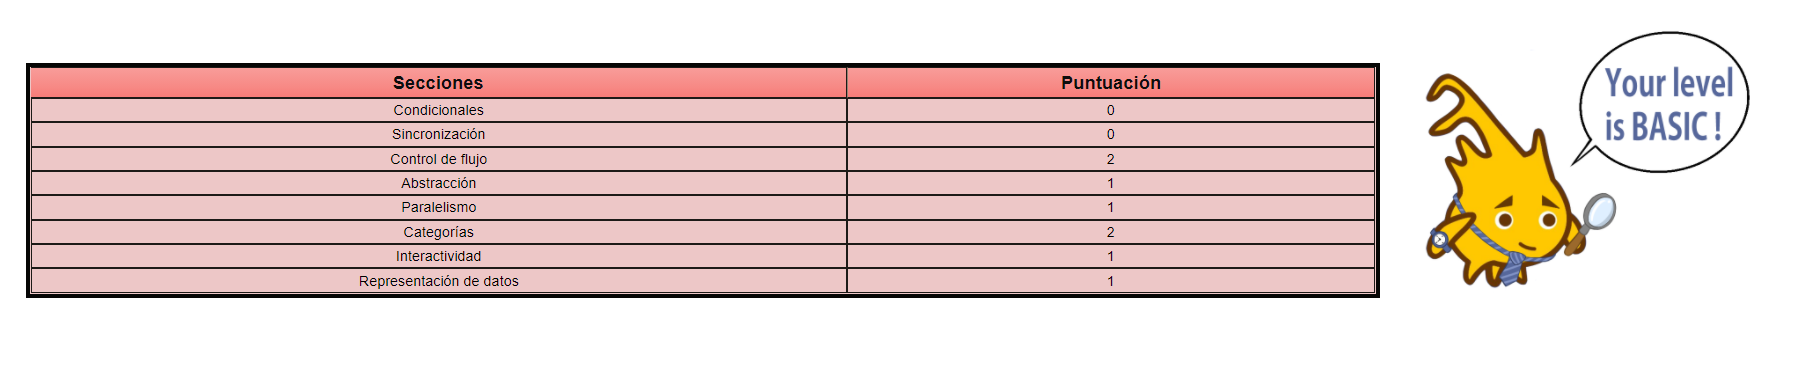 Secciones Puntuación
Condicionales 0
Sincronización 0
Control de flujo 2
Abstracción 1
Paralelismo 1
Categorías 2
Interactividad 1
Representación de datos 1
Your level
is BASIC !